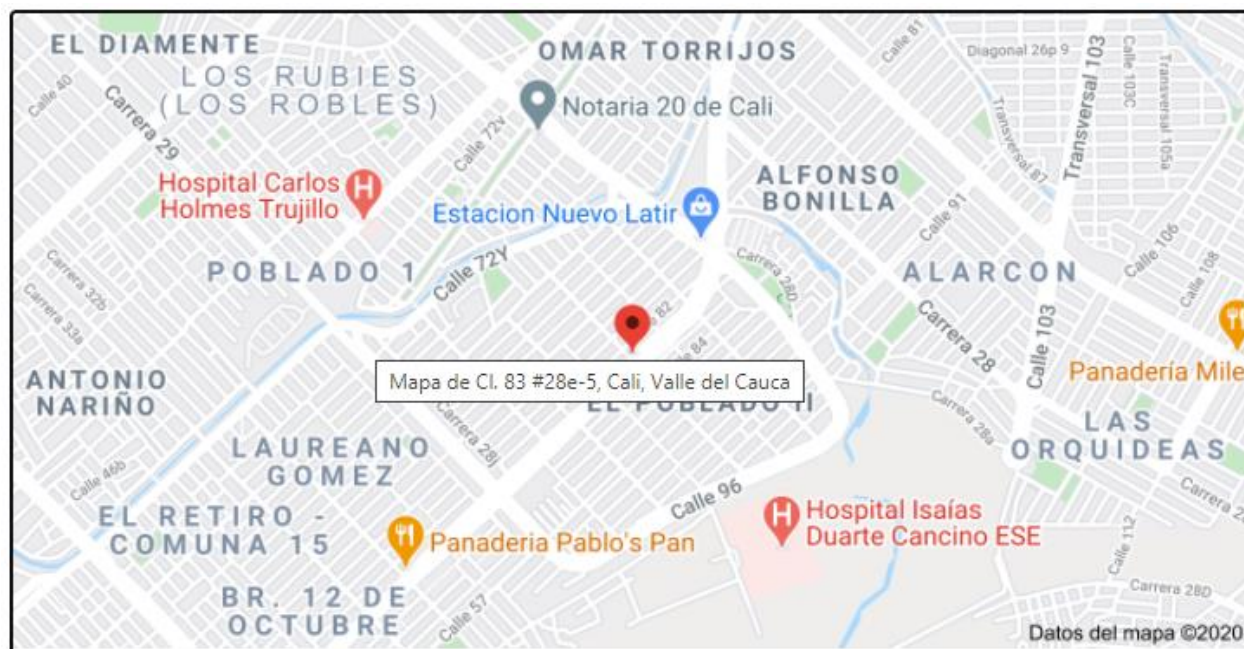 EL DIAMENTE
LOS RUBIES
(LOS ROBLES)
OMAR TORRIJOS
Calle 81
Diagonal 26p 9
Transversal 103
Calle 103C
Transversal 105a
Calle 40
Carrera 29
Calle 72v
Notaria 20 de Cali
Transversal 87
Hospital Carlos
Holmes Trujillo
ALFONSO
BONILLA
Calle 91
Estacion Nuevo Latir
Calle 106
Calle 108
Carrera 32b
Carrera 33a
POBLADO 1
Calle 72Y
Carrera 28D
ALARCON
82
84
Carrera 28
Calle 103
Mapa de Cl. 83 #28e-5, Cali, Valle del Cauca
Panadería Mile
ANTONIO
NARIÑO
EL POBLADO II
Carrera 28j
Carrera 28a
LAS
ORQUIDEAS
LAUREANO
GOMEZ
Calle 46b
Calle 96
EL RETIRO -
COMUNA 15
Panaderia Pablo's Pan
Hospital Isaías
Duarte Cancino ESE
Calle 112
BR. 12 DE
OCTUBRE
Calle 57
Carrera 28D
Datos del mapa ©2020